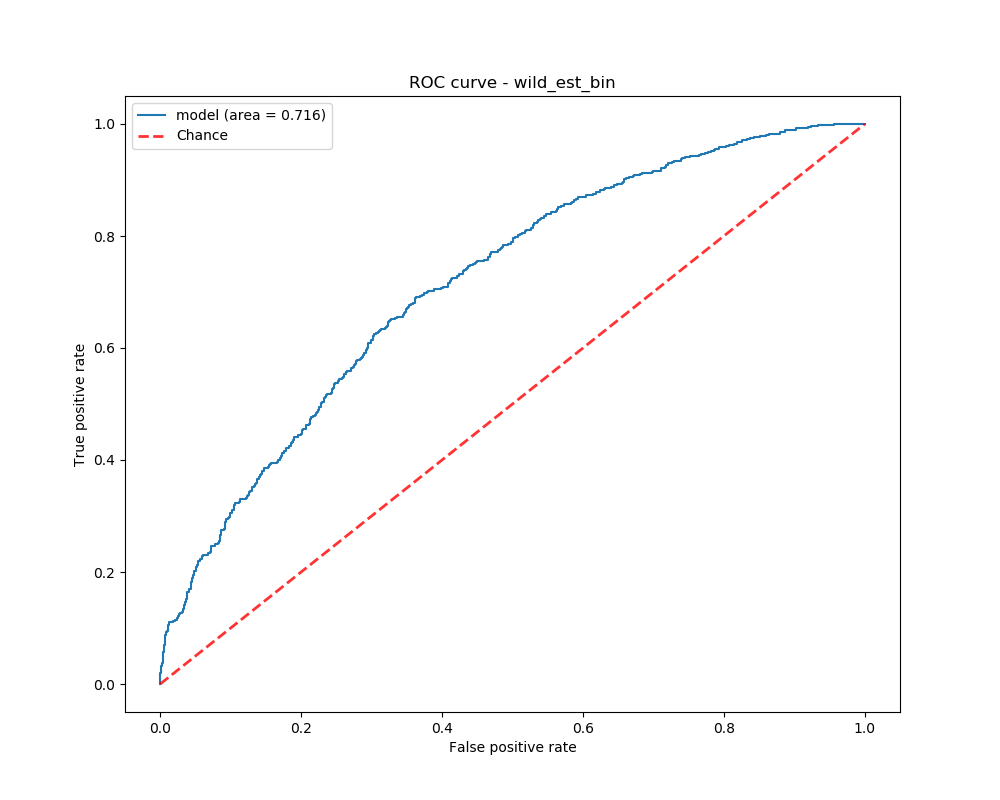 ROC curve - wild_est_bin
model (area = 0.716)
Chance
1.0
0.8
0.6
0.4
0.2
0.0
True positive rate
0.0 0.2 0.4 0.6 0.8 1.0
False positive rate